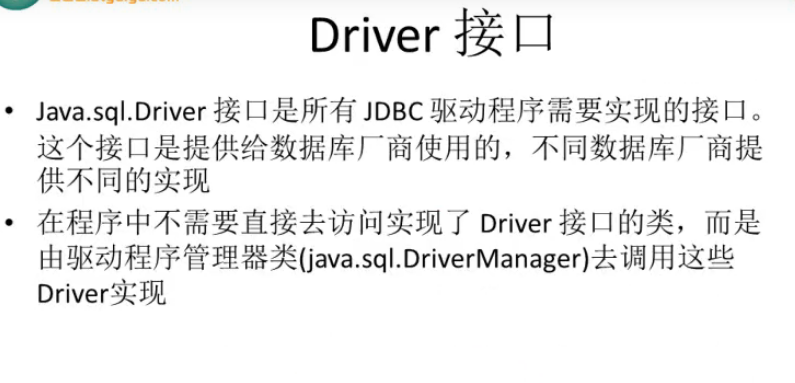 Driver 接口
• Java.sql.Driver 接口是所有 JDBC 驱动程序需要实现的接口。
这个接口是提供给数据库厂商使用的，不同数据库厂商提
供不同的实现
• 在程序中不需要直接去访问实现了 Driver 接口的类，而是
由驱动程序管理器类(java.sql.DriverManager)去调用这些
Driver实现